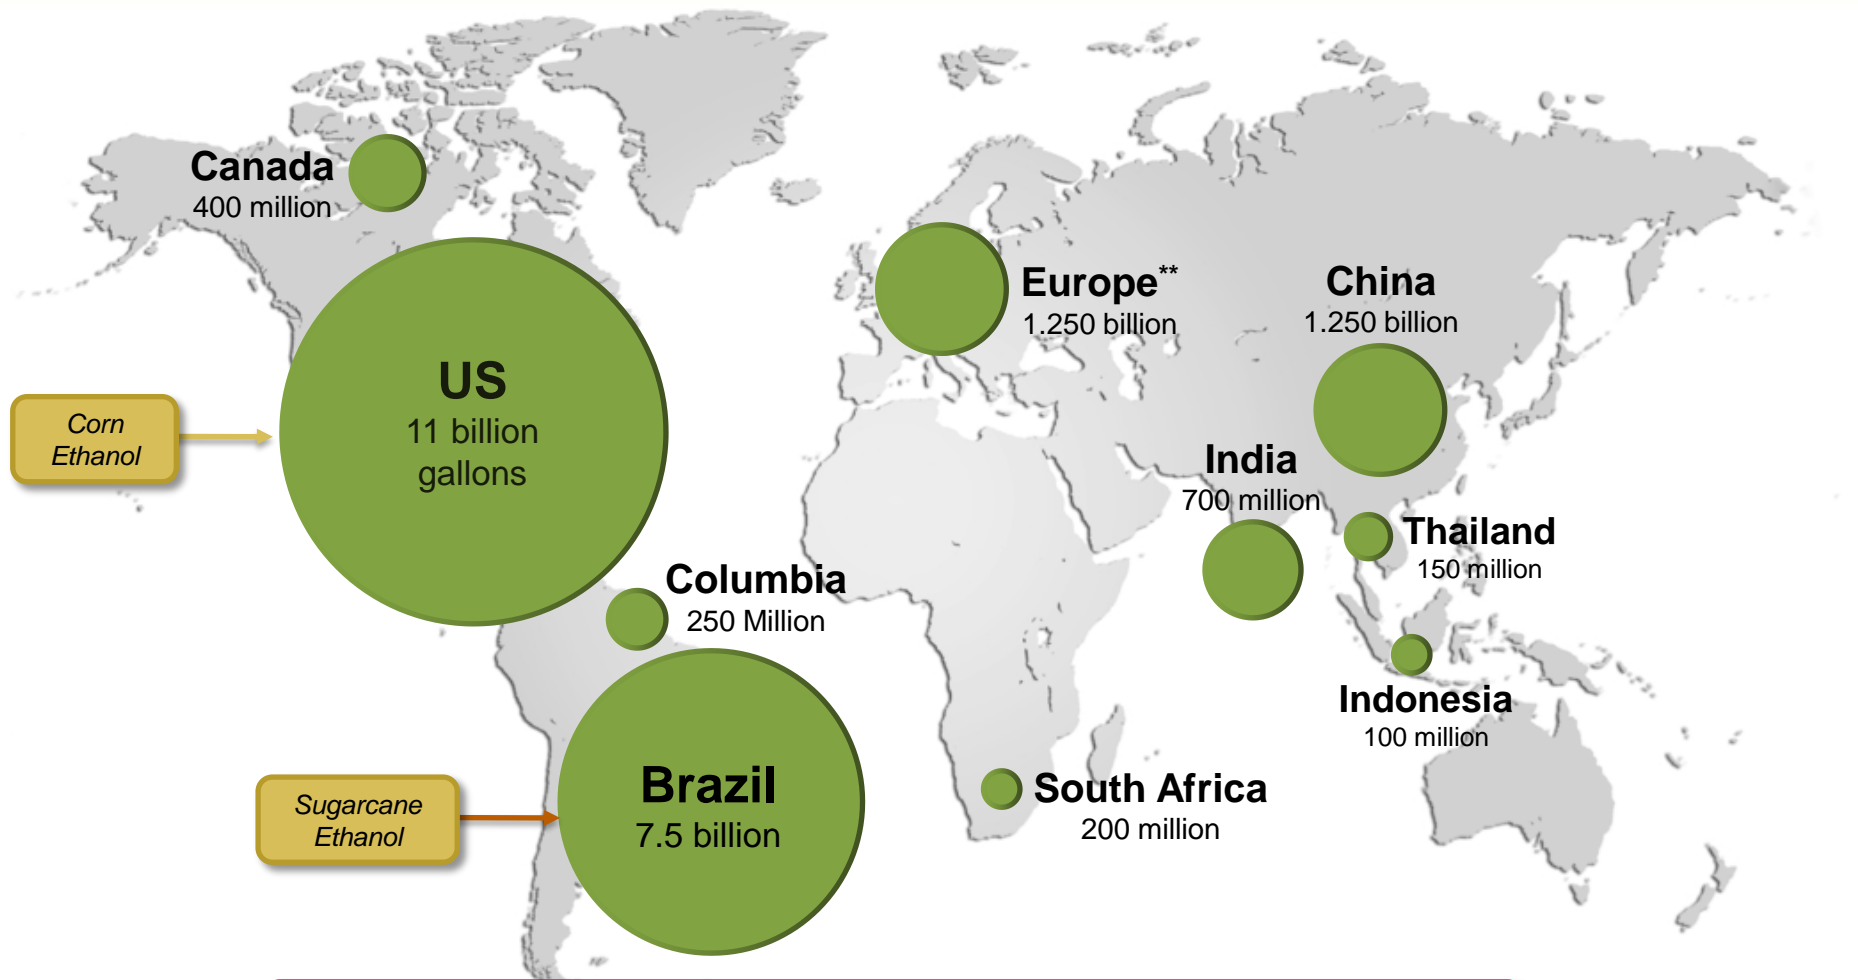 Canada
400 million
US
11 billion
gallons
Corn
Ethanol
Europe**
1.250 billion
China
1.250 billion
India
700 million
Thailand
150 million
Columbia
250 Million
Indonesia
100 million
Brazil
7.5 billion
Sugarcane
Ethanol
South Africa
200 million